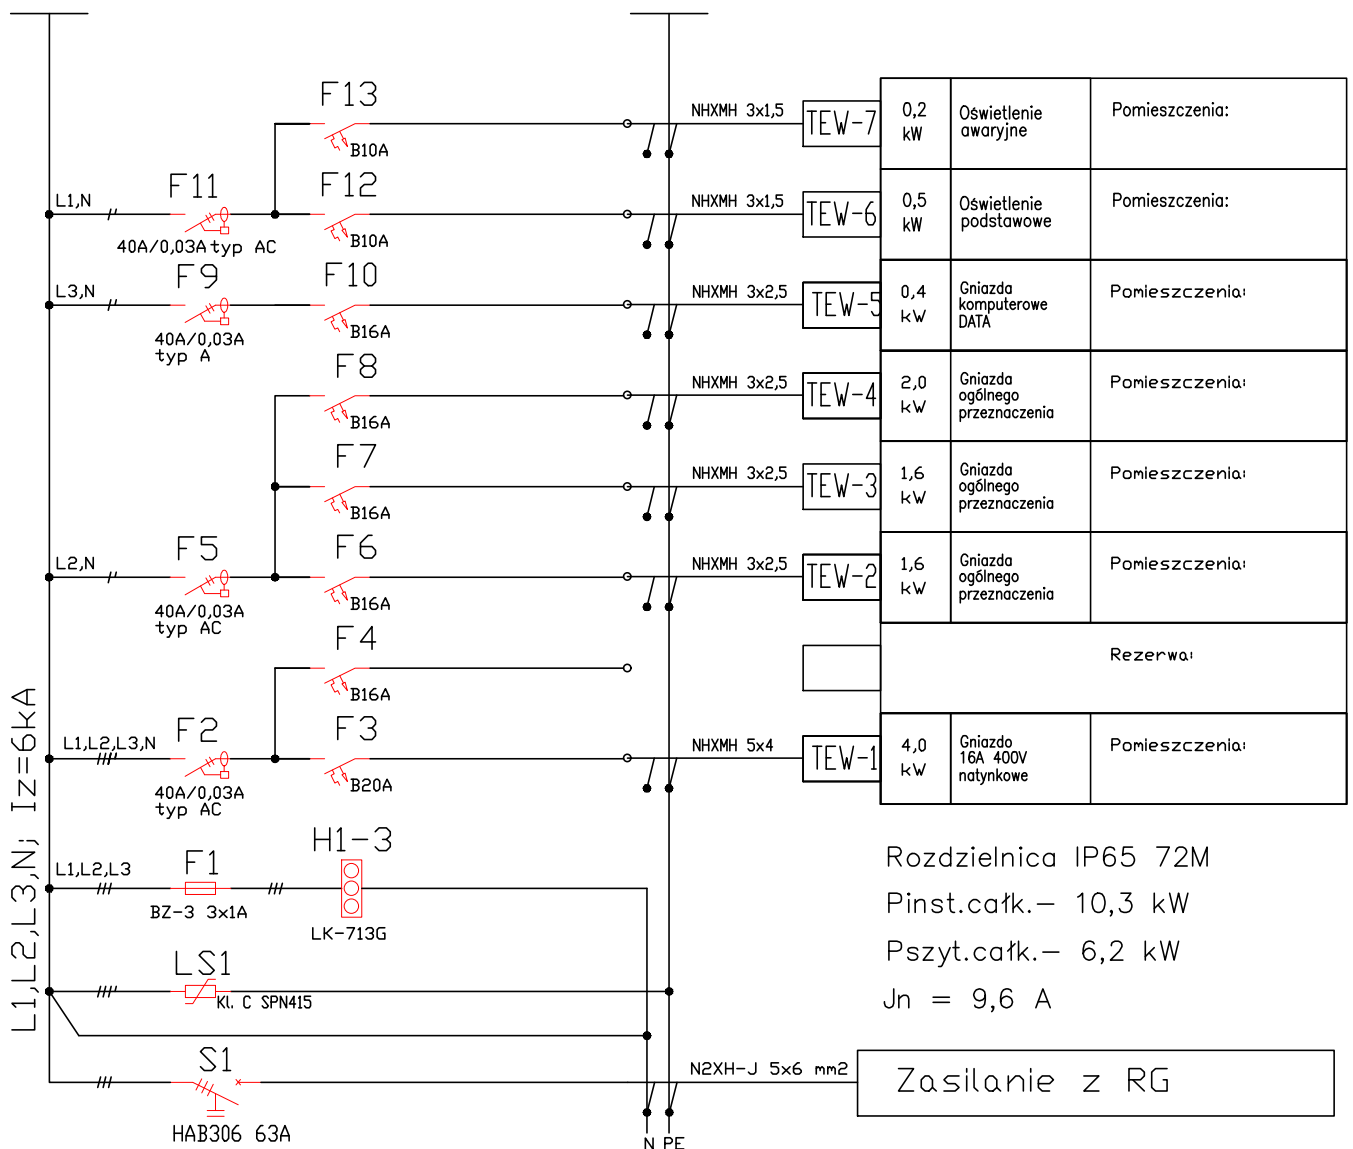 F13
B10A
NHXMH 3x1,5
TEW-7
0,2
kW
Oświetlenie
awaryjne
Pomieszczenia:
L1,N
F11
40A/0,03A typ AC
F12
B10A
NHXMH 3x1,5
TEW-6
0,5
kW
Oświetlenie
podstawowe
Pomieszczenia:
L3,N
F9
40A/0,03A
typ A
F10
B16A
NHXMH 3x2,5
TEW-5
0,4
kW
Gniazda
komputerowe
DATA
Pomieszczenia:
F8
B16A
NHXMH 3x2,5
TEW-4
2,0
kW
Gniazda
ogólnego
przeznaczenia
Pomieszczenia:
F7
B16A
NHXMH 3x2,5
TEW-3
1,6
kW
Gniazda
ogólnego
przeznaczenia
Pomieszczenia:
L2,N
F5
40A/0,03A
typ AC
F6
B16A
NHXMH 3x2,5
TEW-2
1,6
kW
Gniazda
ogólnego
przeznaczenia
Pomieszczenia:
F4
B16A
Rezerwa:
L1,L2,L3,N
F2
40A/0,03A
typ AC
F3
B20A
NHXMH 5x4
TEW-1
4,0
kW
Gniazdo
16A 400V
natynkowe
Pomieszczenia:
L1,L2,L3,N; Iz=6kA
L1,L2,L3
F1
BZ-3 3x1A
H1-3
LK-713G
LS1
Kl. C SPN415
S1
HAB306 63A
N PE
N2XH-J 5x6 mm2
Zasilanie z RG
Rozdzielnica IP65 72M
Pinst.całk.- 10,3 kW
Pszyt.całk.- 6,2 kW
Jn = 9,6 A